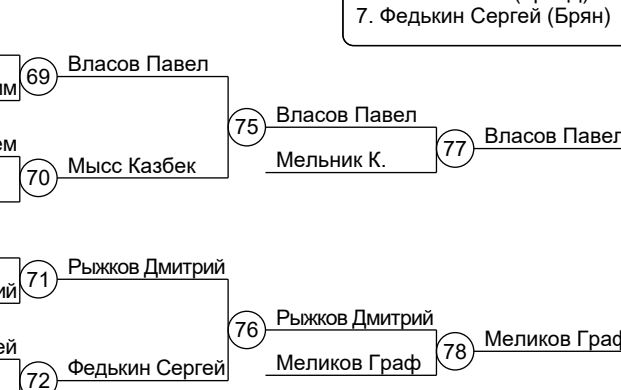 7. Федькин Сергей (Брян)
69 Власов Павел
75 Власов Павел
77 Власов Павел
70 Мысс Казбек
Мельник К.
71 Рыжков Дмитрий
76 Рыжков Дмитрий
78 Меликов Граф
72 Федькин Сергей
Меликов Граф